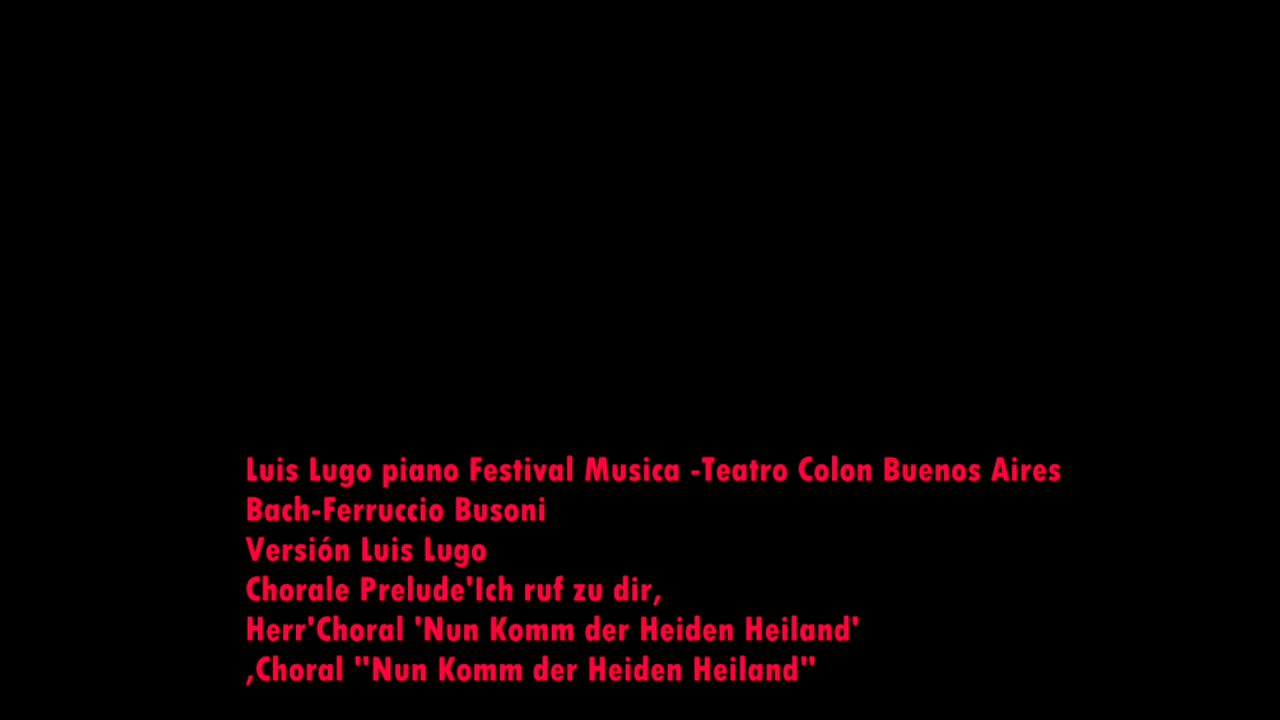 Luis Lugo piano Festival Musica -Teatro Colon Buenos Aires
Bach-Ferruccio Busoni
Versión Luis Lugo
Chorale Prelude'Ich ruf zu dir,
Herr'Choral 'Nun Komm der Heiden Heiland'
,Choral "Nun Komm der Heiden Heiland"